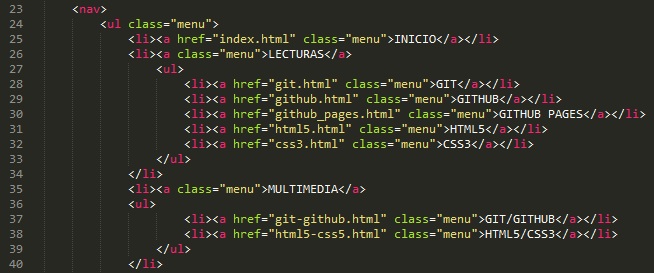 23 <nav>
24 <ul class="menu">
25 <li><a href="index.html" class="menu">INICIO</a></li>
26 <li><a class="menu">LECTURAS</a>
27 <ul>
28 <li><a href="git.html" class="menu">GIT</a></li>
29 <li><a href="github.html" class="menu">GITHUB</a></li>
30 <li><a href="github_pages.html" class="menu">GITHUB PAGES</a></li>
31 <li><a href="html5.html" class="menu">HTML5</a></li>
32 <li><a href="css3.html" class="menu">CSS3</a></li>
33 </ul>
34 </li>
35 <li><a class="menu">MULTIMEDIA</a>
36 <ul>
37 <li><a href="git-github.html" class="menu">GIT/GITHUB</a></li>
38 <li><a href="html5-css5.html" class="menu">HTML5/CSS3</a></li>
39 </ul>
40 </li>